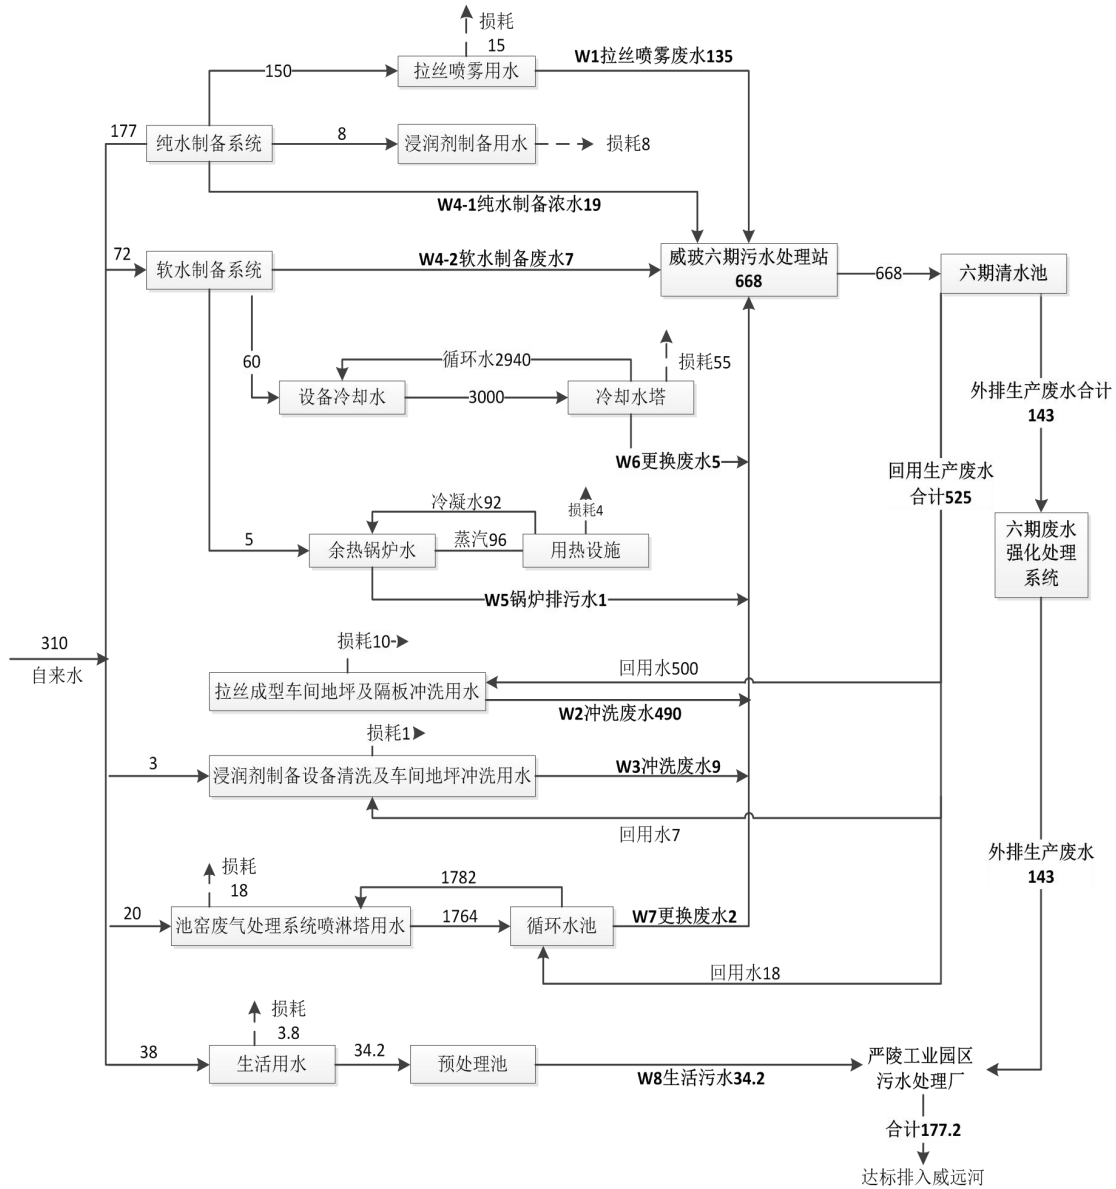 损耗
15
W1拉丝喷雾废水135
150
拉丝喷雾用水
177
纯水制备系统
8
浸润剂制备用水
损耗8
W4-1纯水制备浓水19
72
软水制备系统
W4-2软水制备废水7
威玻六期污水处理站
668
668
六期清水池
60
循环水2940
损耗55
设备冷却水
3000
冷却水塔
外排生产废水合计
143
W6更换废水5
回用生产废水
合计525
冷凝水92
损耗4
5
余热锅炉水
蒸汽96
用热设施
六期废水
强化处理
系统
W5锅炉排污水1
310
自来水
损耗10
回用水500
拉丝成型车间地坪及隔板冲洗用水
W2冲洗废水490
损耗1
3
浸润剂制备设备清洗及车间地坪冲洗用水
W3冲洗废水9
回用水7
外排生产废水
143
损耗
18
1782
20
池窑废气处理系统喷淋塔用水
1764
循环水池
W7更换废水2
回用水18
损耗
3.8
38
生活用水
34.2
预处理池
W8生活污水34.2
严陵工业园区
污水处理厂
合计177.2
达标排入威远河